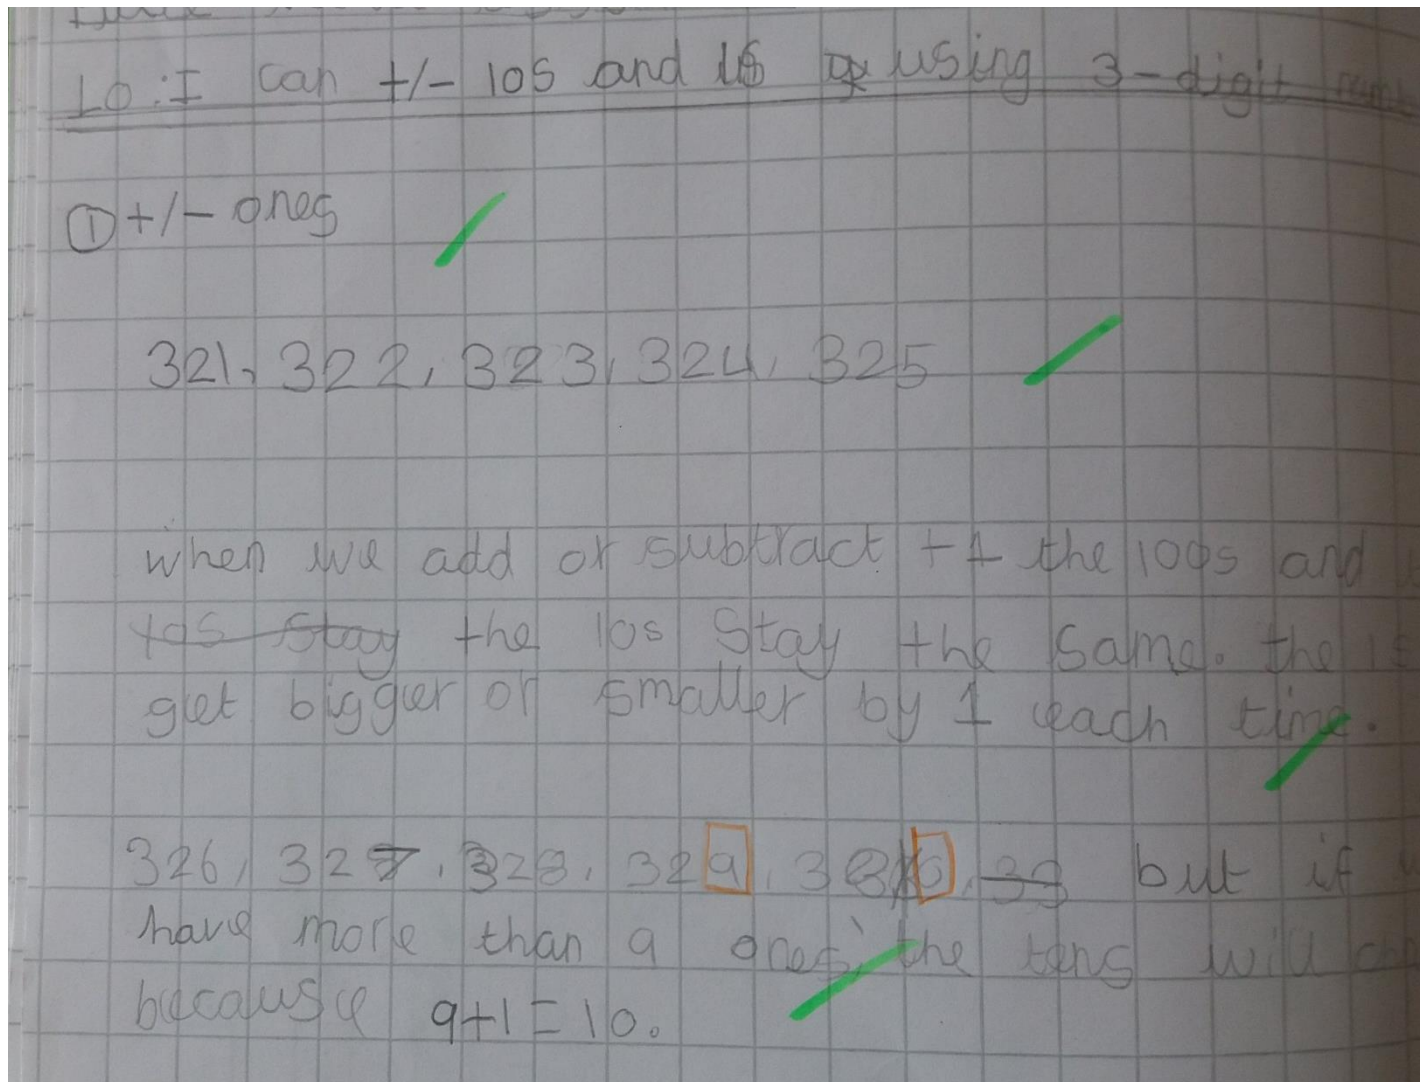 LO: I can +/- 10s and 1s using 3-digit
① +/- ones
321, 322, 323, 324, 325
when we add or subtract +1 the 100s and
10s stay the 10s stay the same. the 1s
get bigger or smaller by 1 each time.
326, 327, 328, 329, 330, 33 but if
have more than 9 ones, the tens will
because 9+1=10.